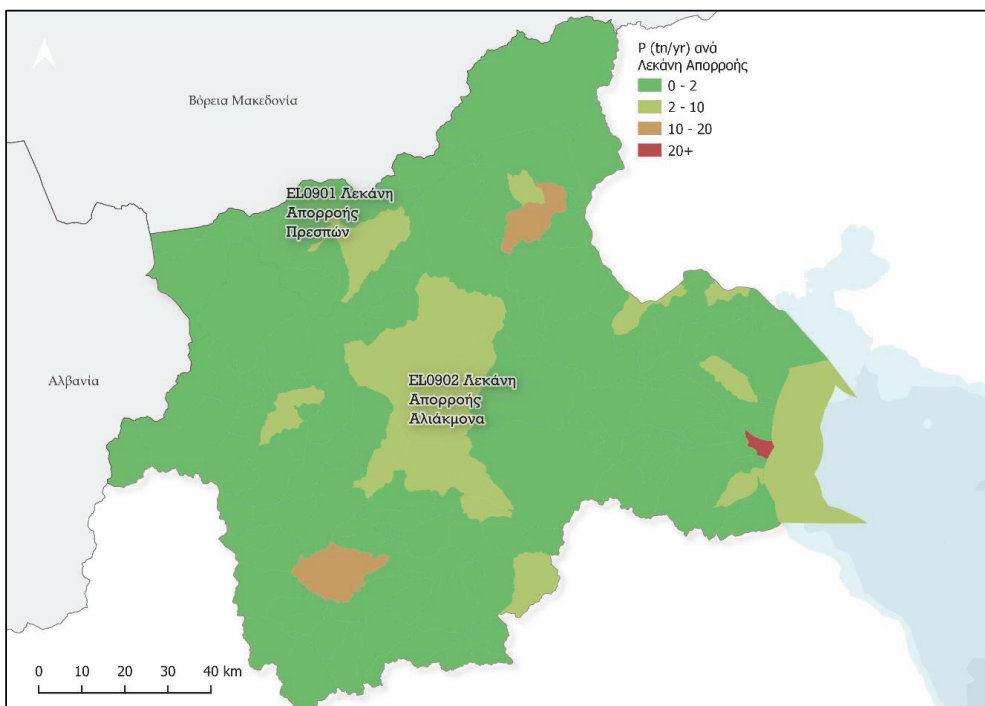 P (tn/yr) ανά
Λεκάνη Απορροής
0 - 2
2 - 10
10 - 20
20+
Βόρεια Μακεδονία
EL0901 Λεκάνη
Απορροής
Πρεσπών
Αλβανία
EL0902 Λεκάνη
Απορροής
Αλιάκμονα
0 10 20 30 40 km